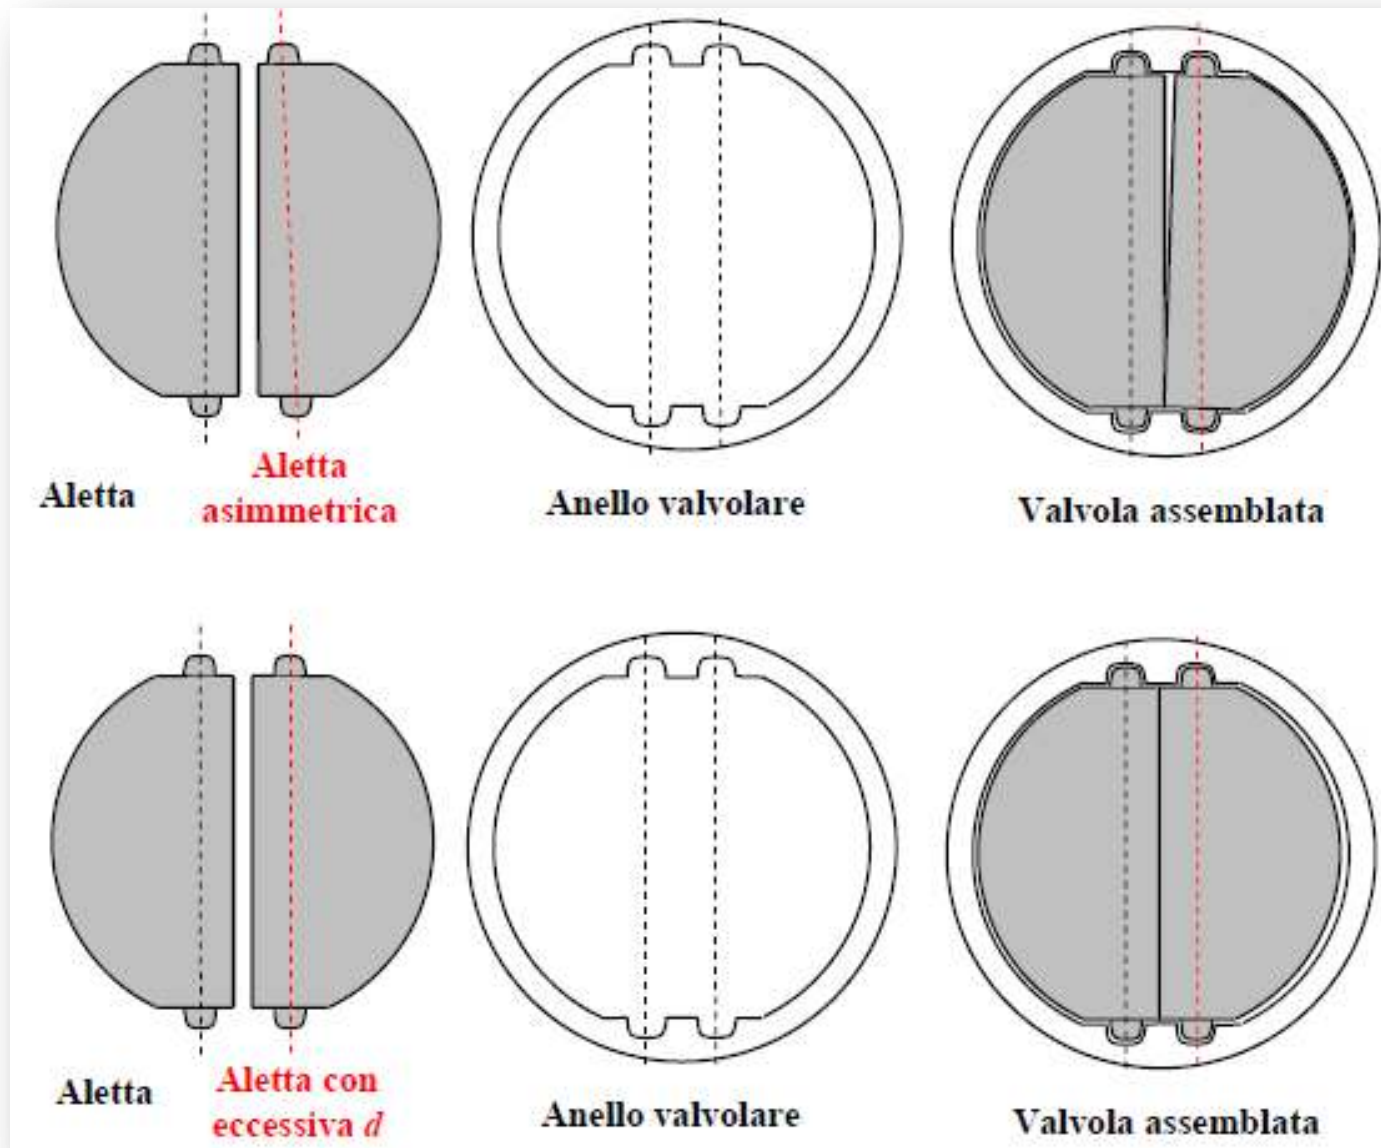 Aletta
Aletta
asimmetrica
Anello valvolare
Valvola assemblata
Aletta
Aletta con
eccessiva d
Anello valvolare
Valvola assemblata